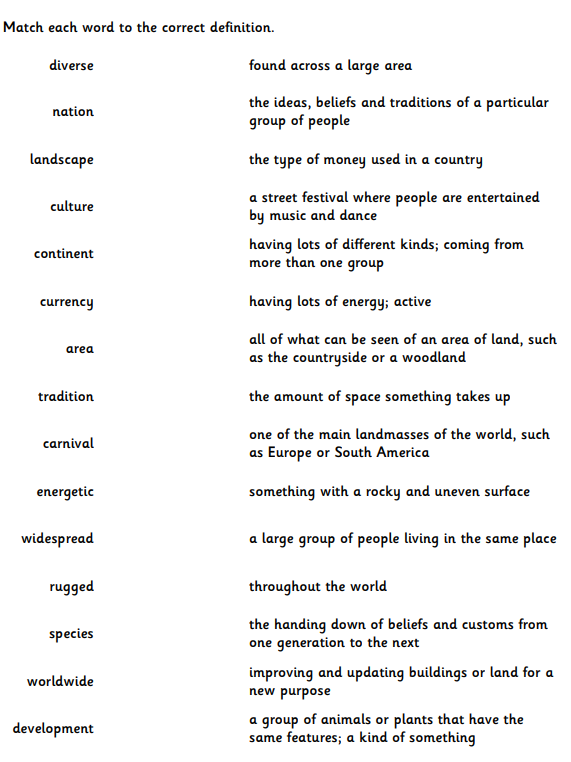 Match each word to the correct definition.
diverse
found across a large area
nation
the ideas, beliefs and traditions of a particular
group of people
landscape
the type of money used in a country
culture
a street festival where people are entertained
by music and dance
continent
having lots of different kinds; coming from
more than one group
currency
having lots of energy; active
area
all of what can be seen of an area of land, such
as the countryside or a woodland
tradition
the amount of space something takes up
carnival
one of the main landmasses of the world, such
as Europe or South America
energetic
something with a rocky and uneven surface
widespread
a large group of people living in the same place
rugged
throughout the world
species
the handing down of beliefs and customs from
one generation to the next
worldwide
improving and updating buildings or land for a
new purpose
development
a group of animals or plants that have the
same features; a kind of something